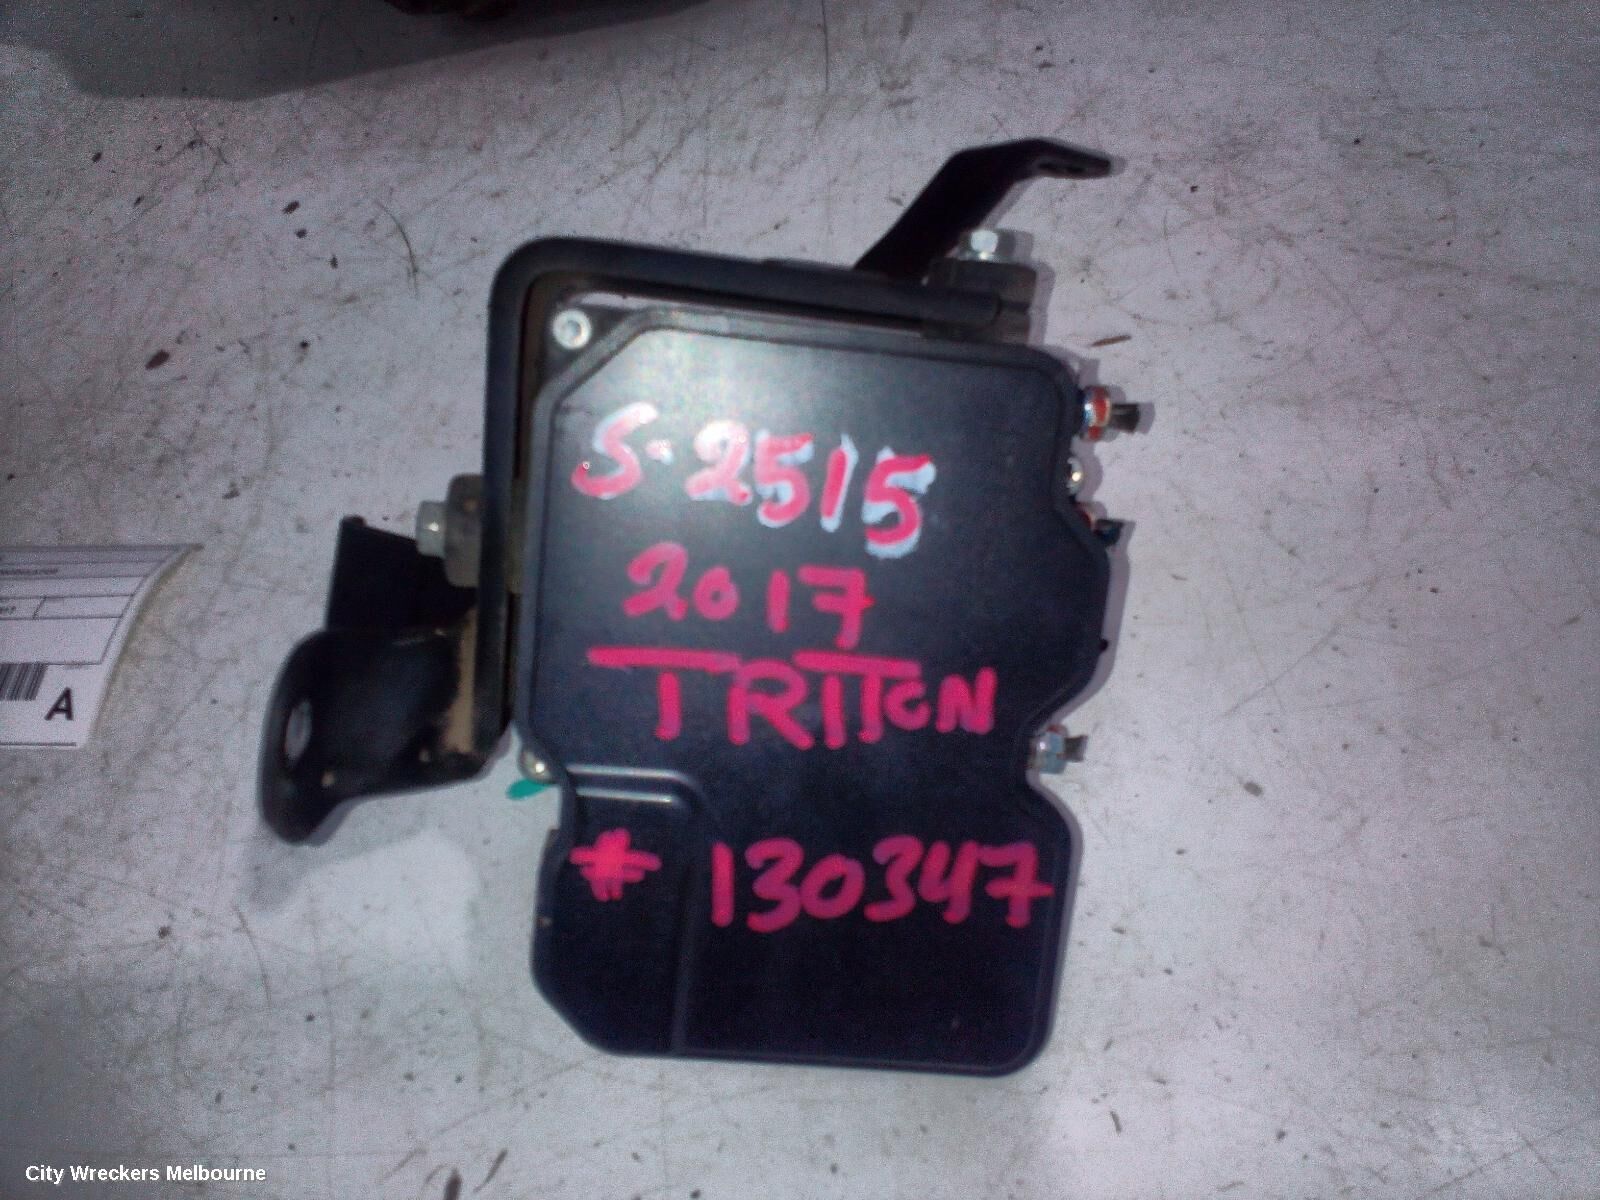 S-2515
2017
TRITON
* 130347
A
City Wreckers Melbourne